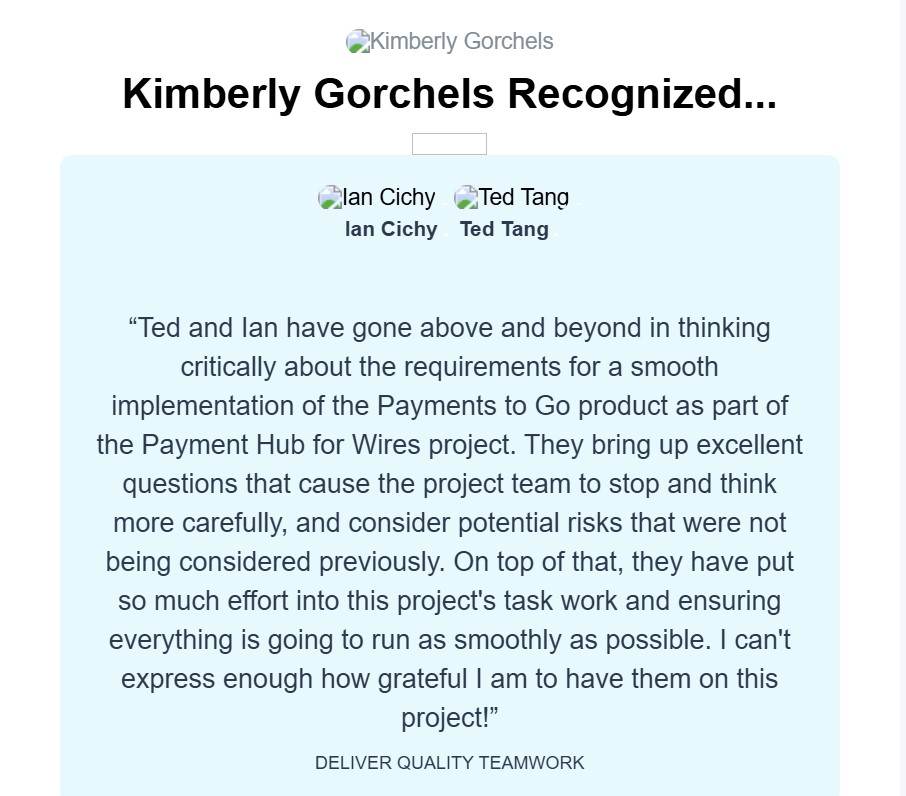 Kimberly Gorchels
Kimberly Gorchels Recognized...
Ian Cichy Ted Tang
Ian Cichy Ted Tang
“Ted and Ian have gone above and beyond in thinking
critically about the requirements for a smooth
implementation of the Payments to Go product as part of
the Payment Hub for Wires project. They bring up excellent
questions that cause the project team to stop and think
more carefully, and consider potential risks that were not
being considered previously. On top of that, they have put
so much effort into this project's task work and ensuring
everything is going to run as smoothly as possible. I can't
express enough how grateful I am to have them on this
project!”
DELIVER QUALITY TEAMWORK